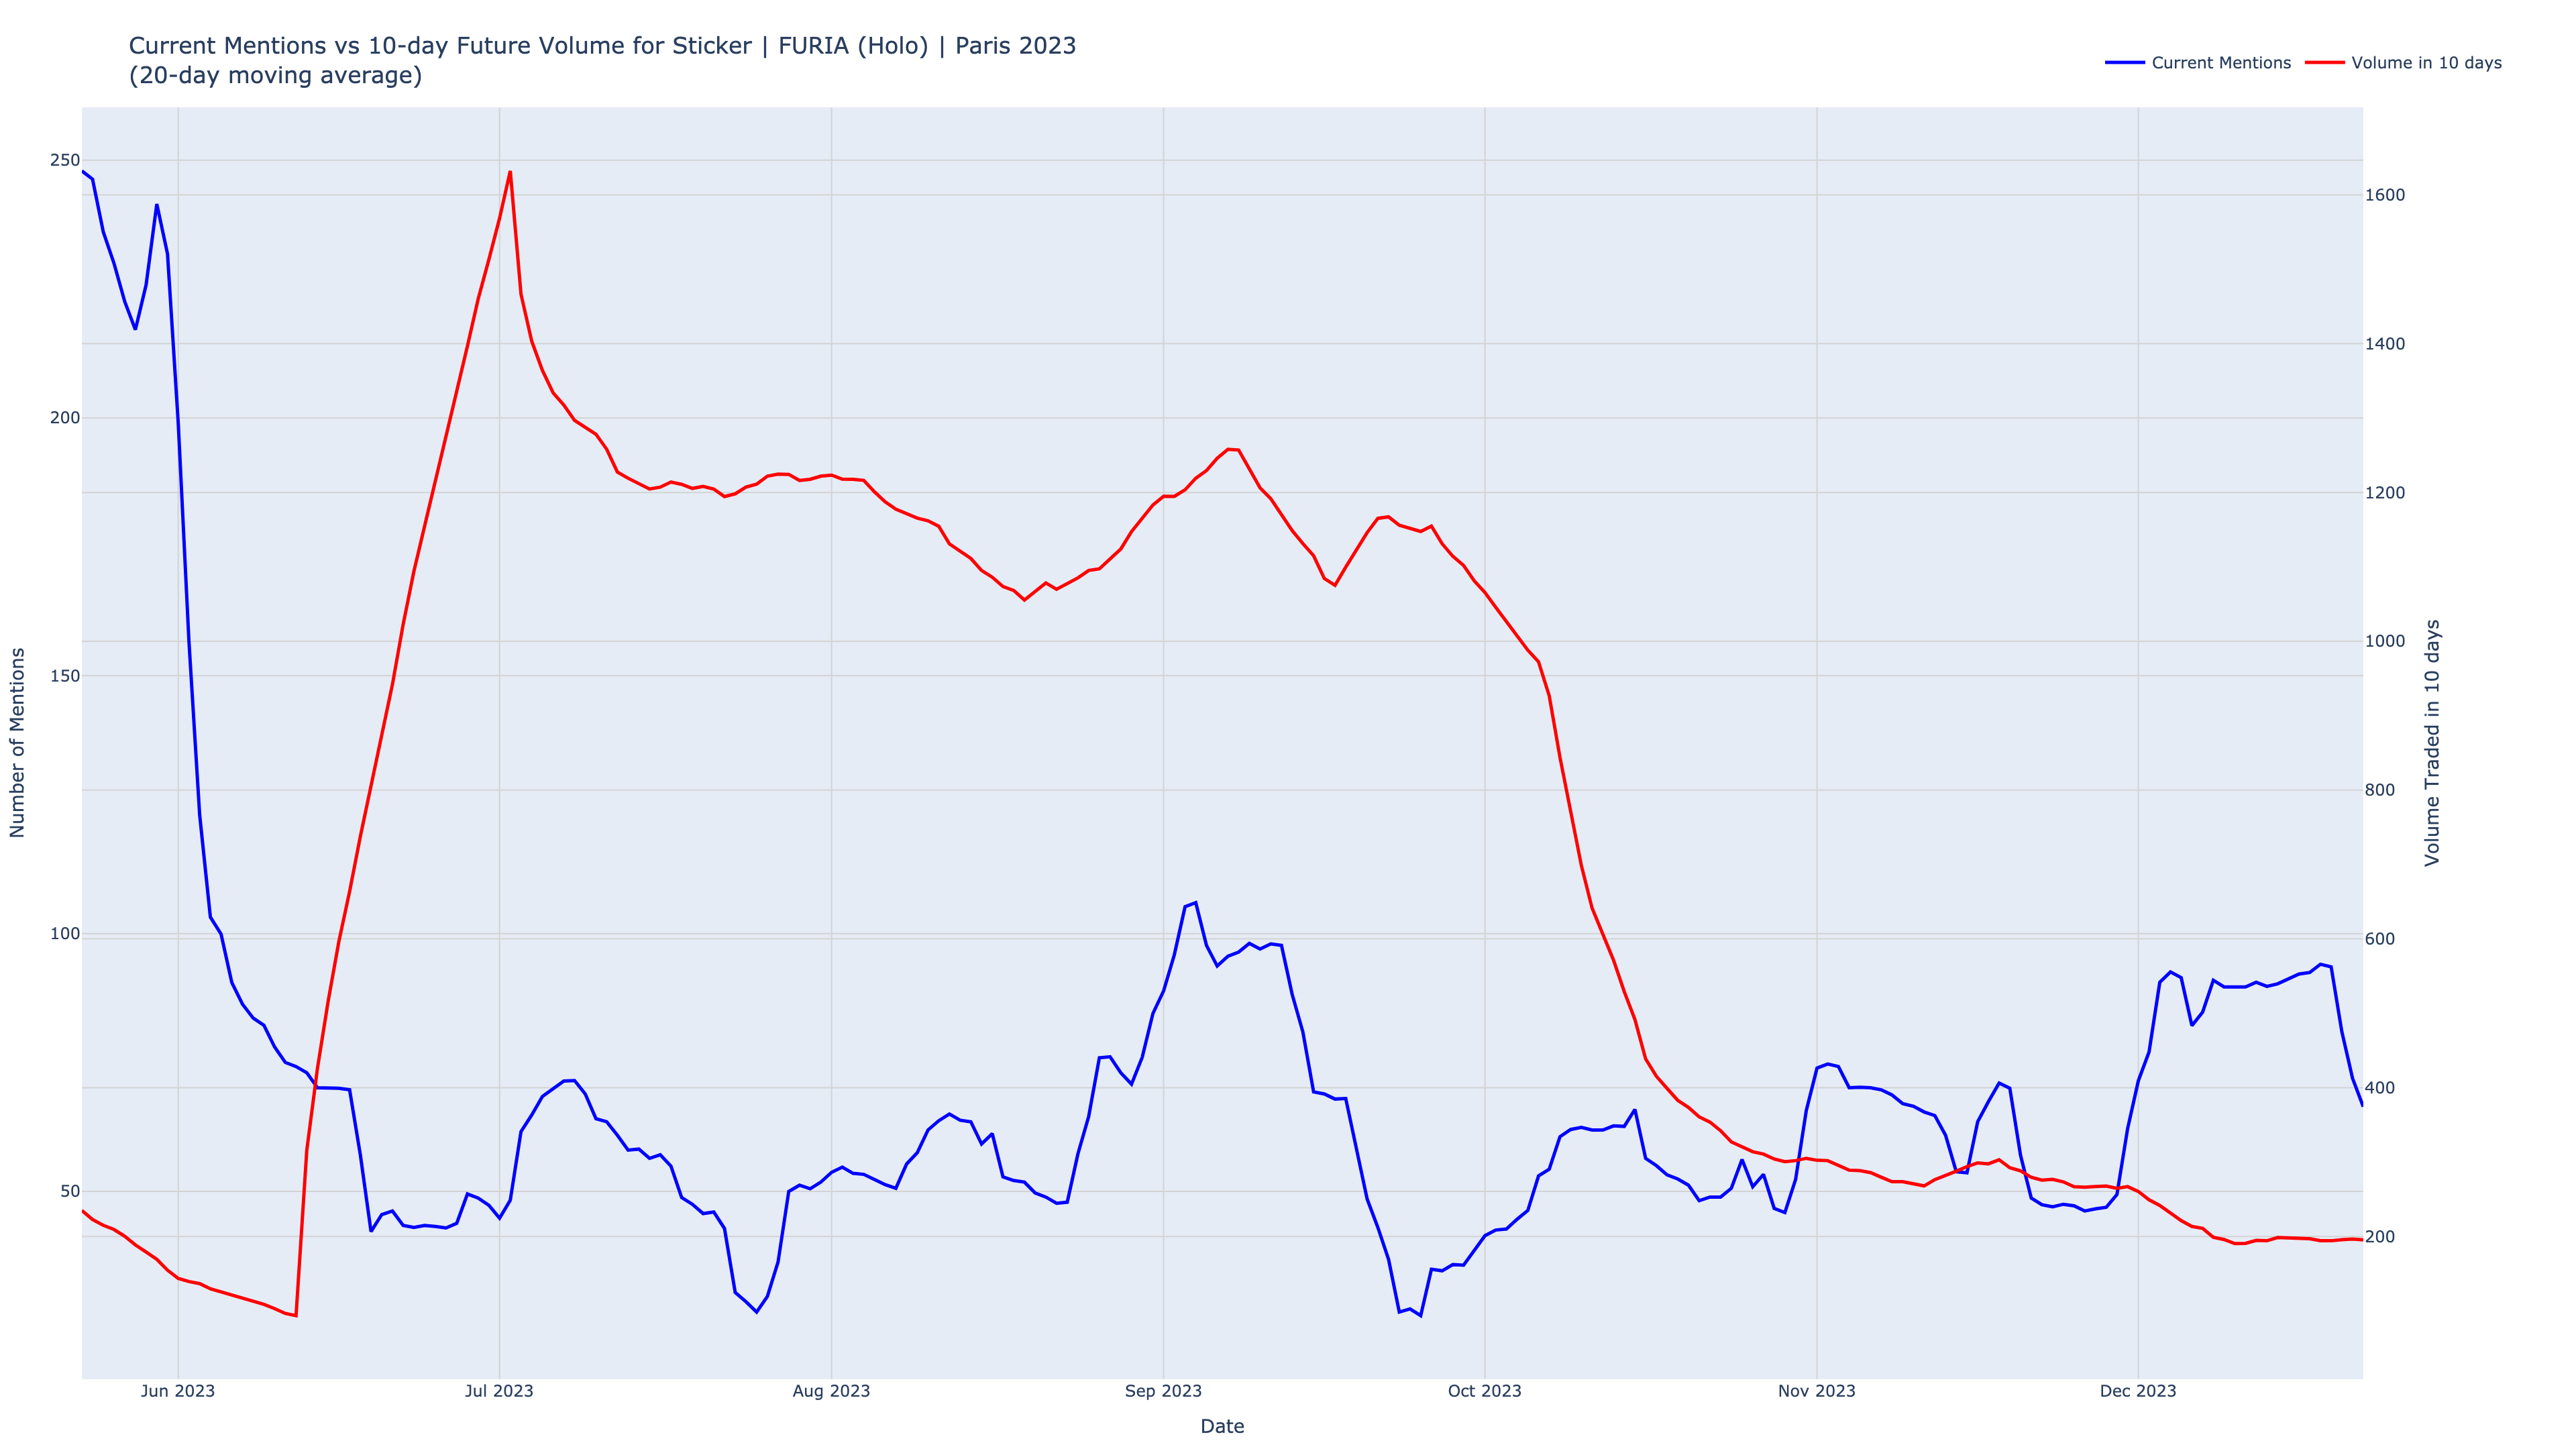 Current Mentions vs 10-day Future Volume for Sticker | FURIA (Holo) | Paris 2023
(20-day moving average)
Current Mentions
Volume in 10 days
250
200
150
100
50
Number of Mentions
1600
1400
1200
1000
800
600
400
200
Volume Traded in 10 days
Jun 2023
Jul 2023
Aug 2023
Sep 2023
Oct 2023
Nov 2023
Dec 2023
Date